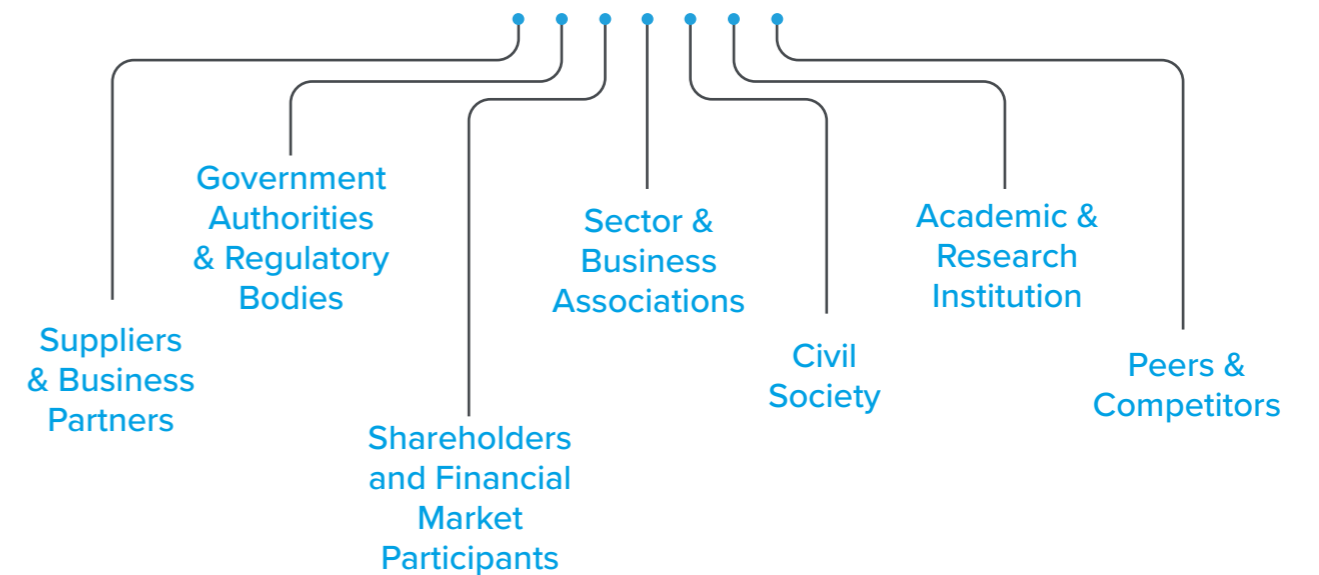 Suppliers
& Business
Partners
Government
Authorities
& Regulatory
Bodies
Shareholders
and Financial
Market
Participants
Sector &
Business
Associations
Civil
Society
Academic &
Research
Institution
Peers &
Competitors